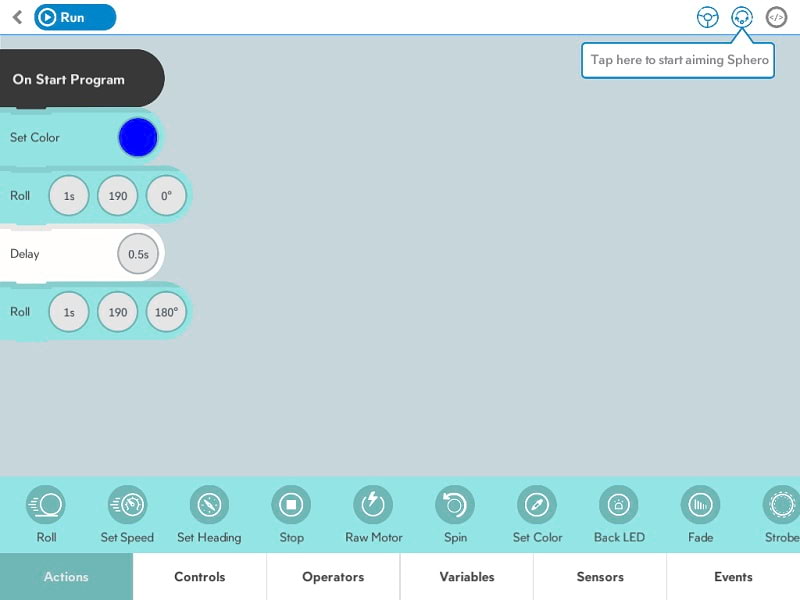 Run
</>
Tap here to start aiming Sphero
On Start Program
Set Color
Roll 1s 190 0°
Delay 0.5s
Roll 1s 190 180°
Roll Set Speed Set Heading Stop Raw Motor Spin Set Color Back LED Fade Strobe
Actions Controls Operators Variables Sensors Events